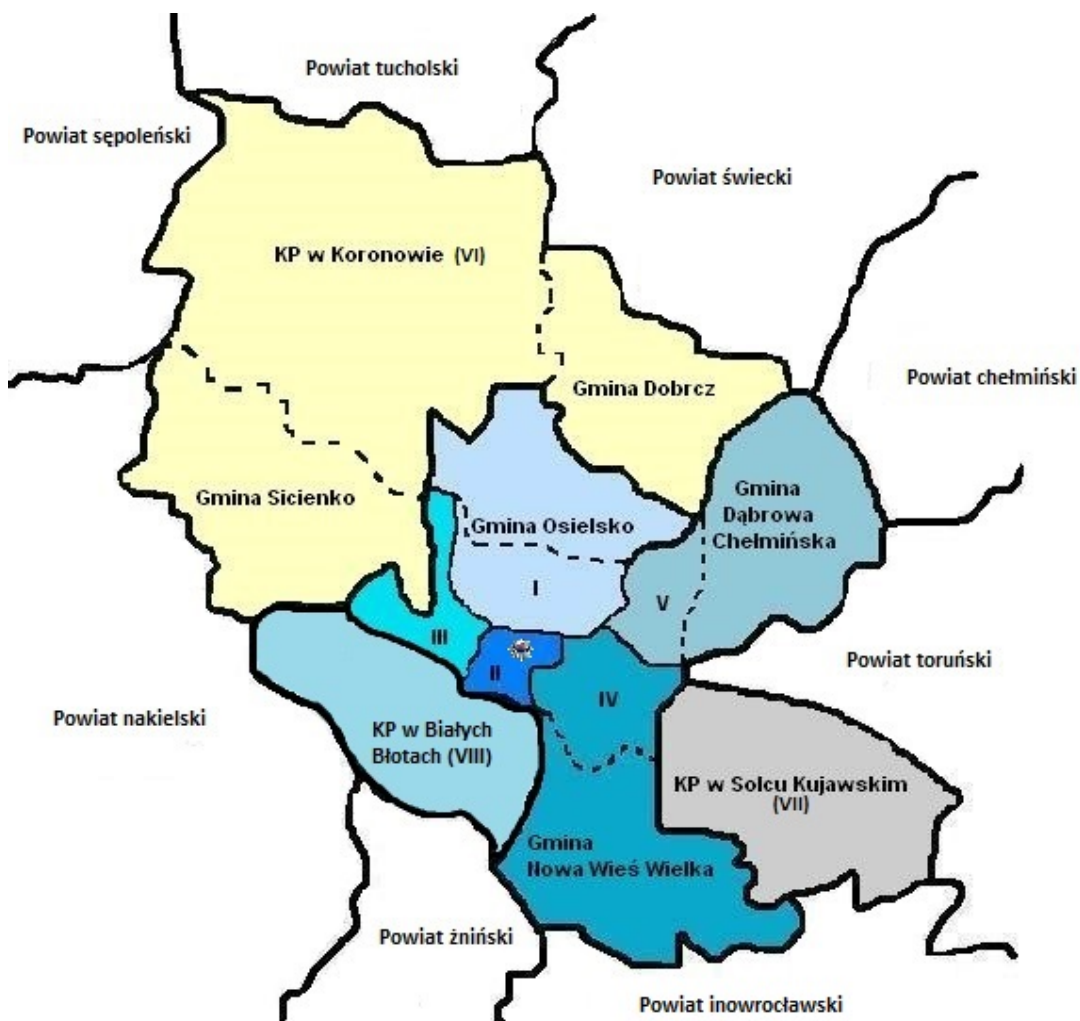 Powiat tucholski
Powiat sępoleński
Powiat świecki
KP w Koronowie (VI)
Powiat chełmiński
Gmina Dobrcz
Gmina Sicienko
Gmina
Dąbrowa
Chełmińska
Gmina Osielsko
I
V
III
II
IV
Powiat toruński
Powiat nakielski
KP w Białych
Błotach (VIII)
KP w Solcu Kujawskim
(VII)
Gmina
Nowa Wieś Wielka
Powiat żniński
Powiat inowrocławski